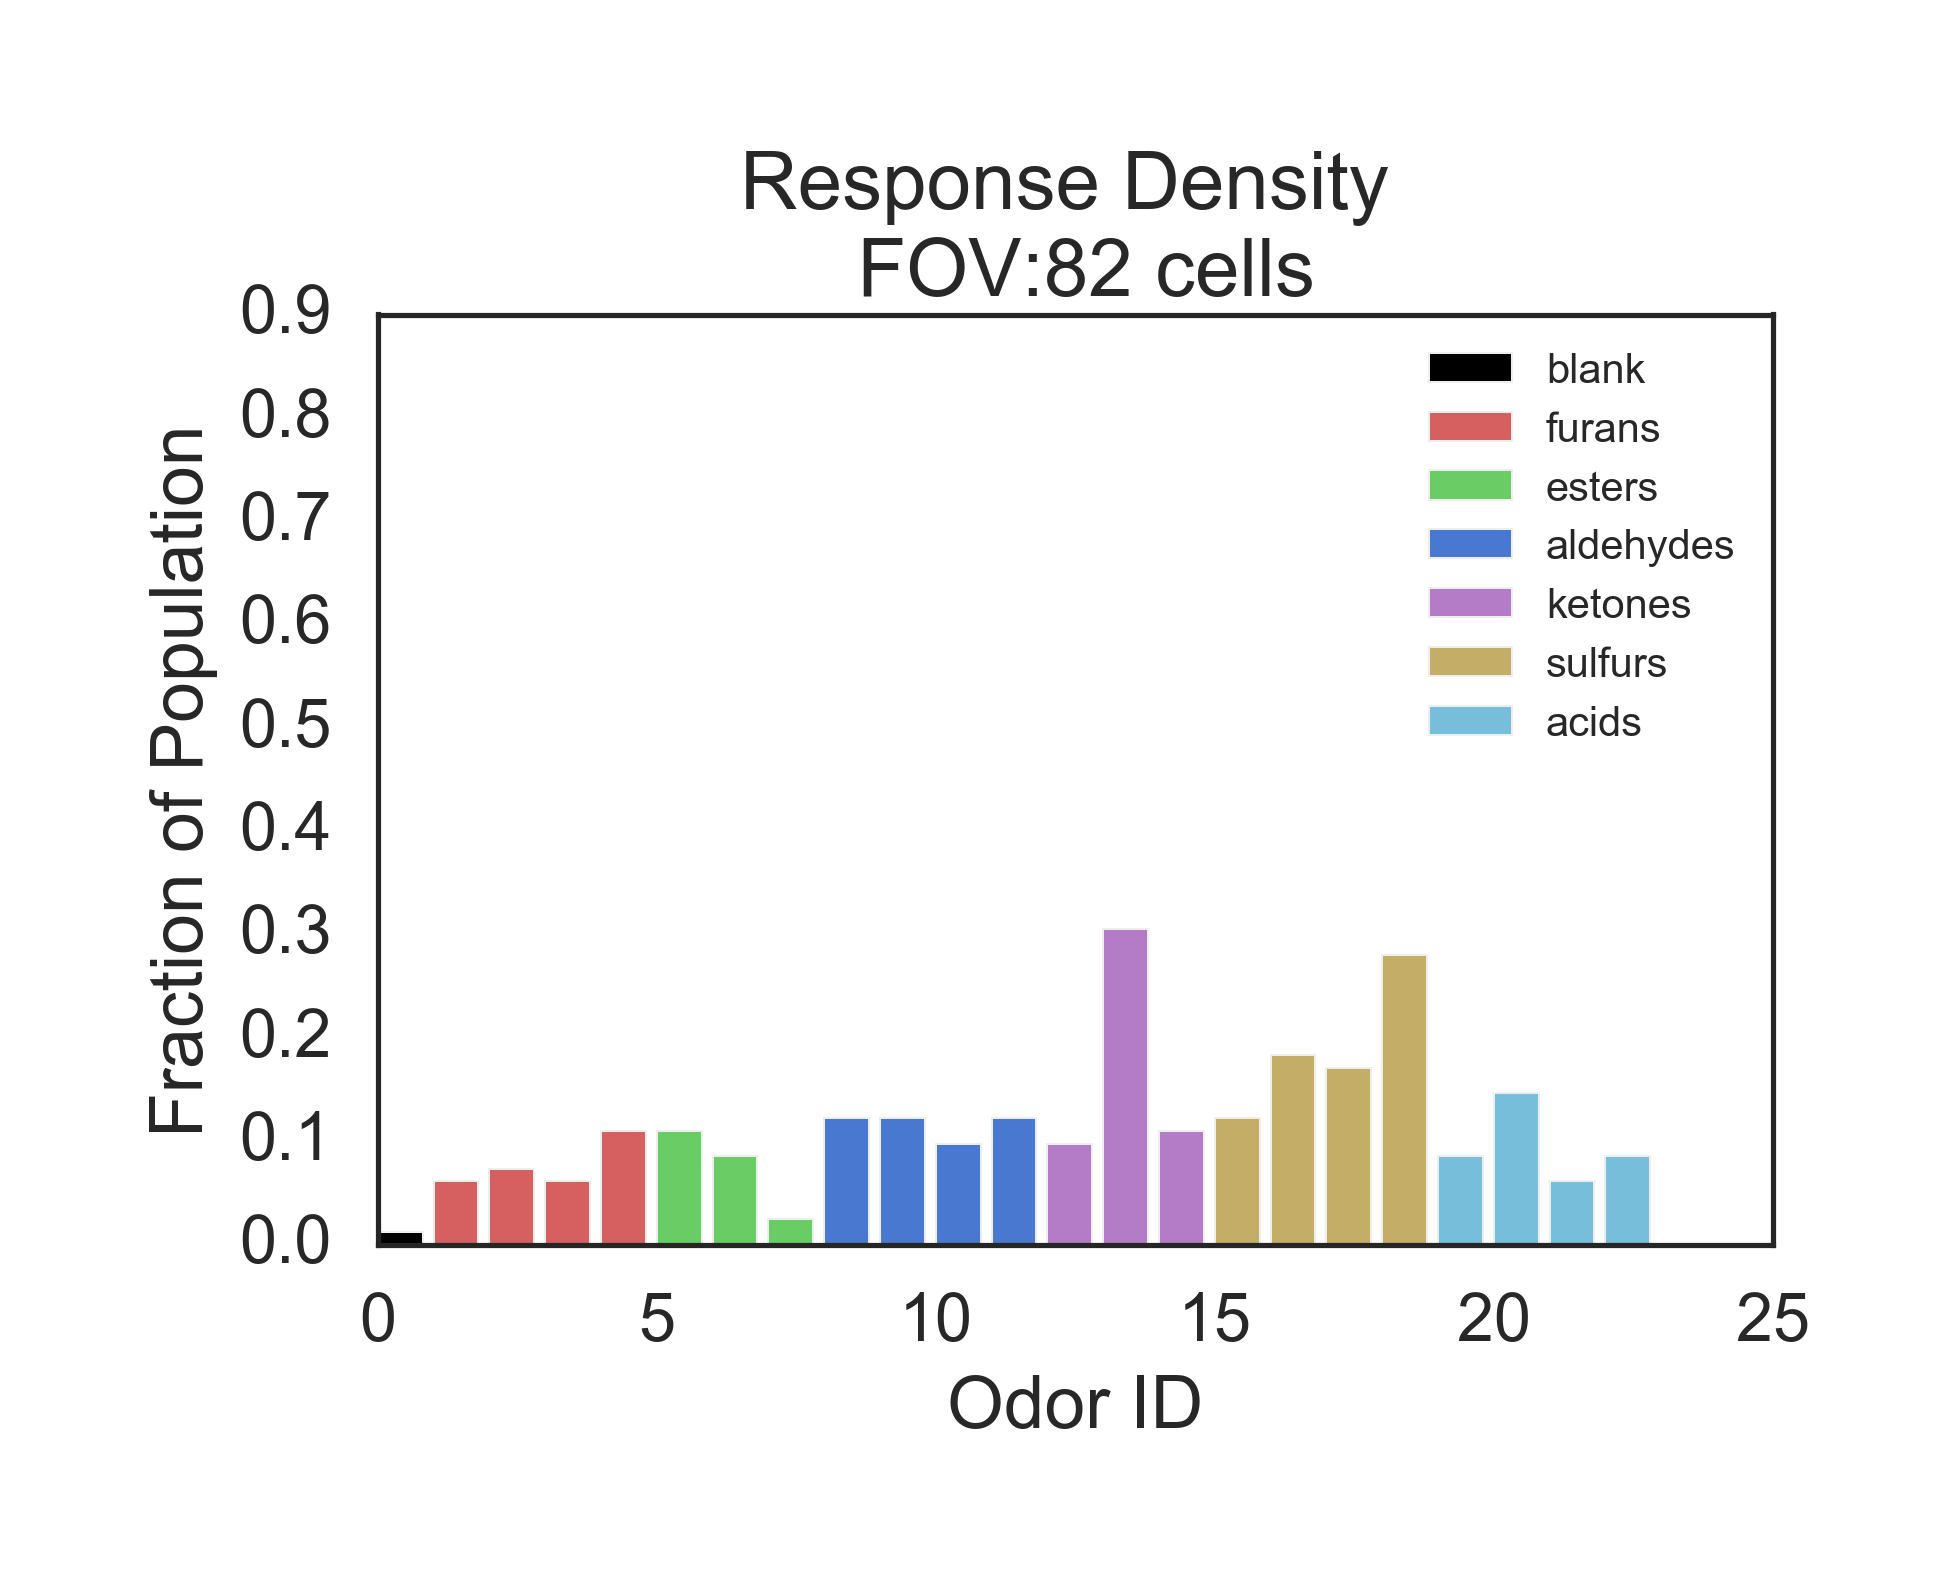 Response Density
FOV:82 cells
0.9
0.8
0.7
0.6
0.5
0.4
0.3
0.2
0.1
0.0
Fraction of Population
blank
furans
esters
aldehydes
ketones
sulfurs
acids
0 5 10 15 20 25
Odor ID